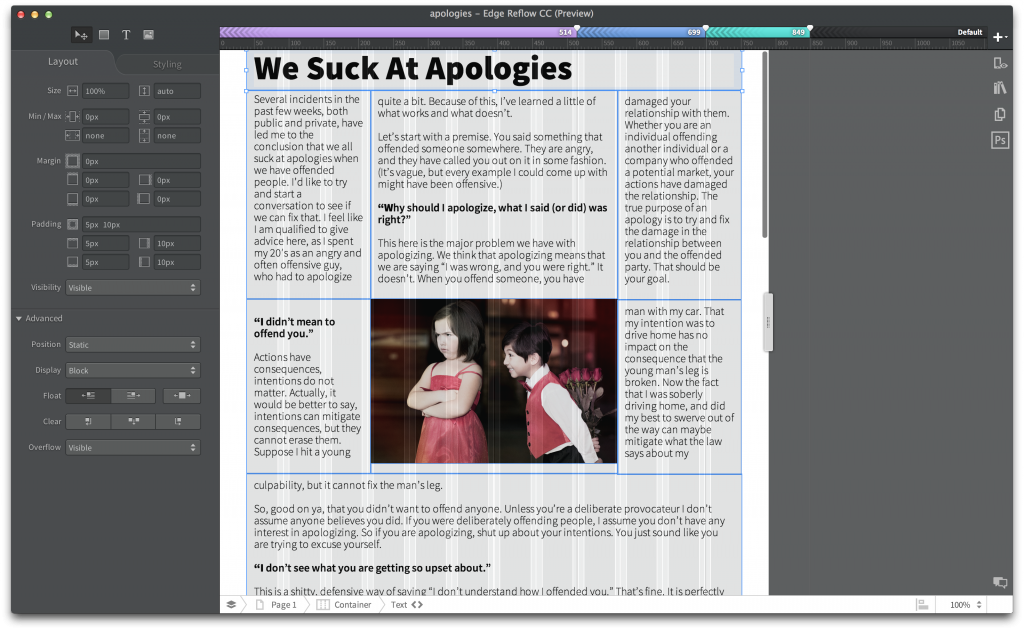 apologies – Edge Reflow CC (Preview)
T
514
699
849
Default
0 50 100 150 200 250 300 350 400 450 500 550 600 650 700 750 800 850 900 950 1000 1050
Layout
Styling
Size 100% auto
Min / Max 0px 0px
none none
Margin 0px
0px 0px
0px 0px
Padding 5px 10px
5px 10px
5px 10px
Visibility Visible
Advanced
Position Static
Display Block
Float
Clear
Overflow Visible
Ps
We Suck At Apologies
Several incidents in the
past few weeks, both
public and private, have
led me to the
conclusion that we all
suck at apologies when
we have offended
people. I’d like to try
and start a
conversation to see if
we can fix that. I feel like
I am qualified to give
advice here, as I spent
my 20’s as an angry and
often offensive guy,
who had to apologize
quite a bit. Because of this, I’ve learned a little of
what works and what doesn’t.
Let’s start with a premise. You said something that
offended someone somewhere. They are angry,
and they have called you out on it in some fashion.
(It’s vague, but every example I could come up with
might have been offensive.)
“Why should I apologize, what I said (or did) was
right?”
This here is the major problem we have with
apologizing. We think that apologizing means that
we are saying “I was wrong, and you were right.” It
doesn’t. When you offend someone, you have
damaged your
relationship with them.
Whether you are an
individual offending
another individual or a
company who offended
a potential market, your
actions have damaged
the relationship. The
true purpose of an
apology is to try and fix
the damage in the
relationship between
you and the offended
party. That should be
your goal.
“I didn’t mean to
offend you.”
Actions have
consequences,
intentions do not
matter. Actually, it
would be better to say,
intentions can mitigate
consequences, but they
cannot erase them.
Suppose I hit a young
man with my car. That
my intention was to
drive home has no
impact on the
consequence that the
young man’s leg is
broken. Now the fact
that I was soberly
driving home, and did
my best to swerve out of
the way can maybe
mitigate what the law
says about my
culpability, but it cannot fix the man’s leg.
So, good on ya, that you didn’t want to offend anyone. Unless you’re a deliberate provocateur I don’t
assume anyone believes you did. If you were deliberately offending people, I assume you don’t have any
interest in apologizing. So if you are apologizing, shut up about your intentions. You just sound like you
are trying to excuse yourself.
“I don’t see what you are getting so upset about.”
This is a shitty, defensive way of saying “I don’t understand how I offended you.” That’s fine. It is perfectly
Page 1
Container
Text
100%